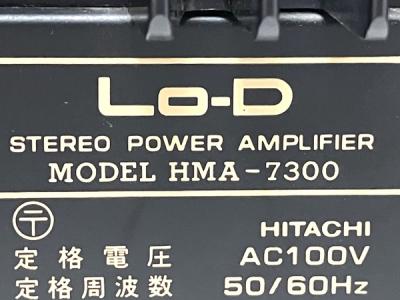 Lo-D
STEREO POWER AMPLIFIER
MODEL HMA-7300
〒 HITACHI
定格電圧 AC100V
定格周波数 50/60Hz